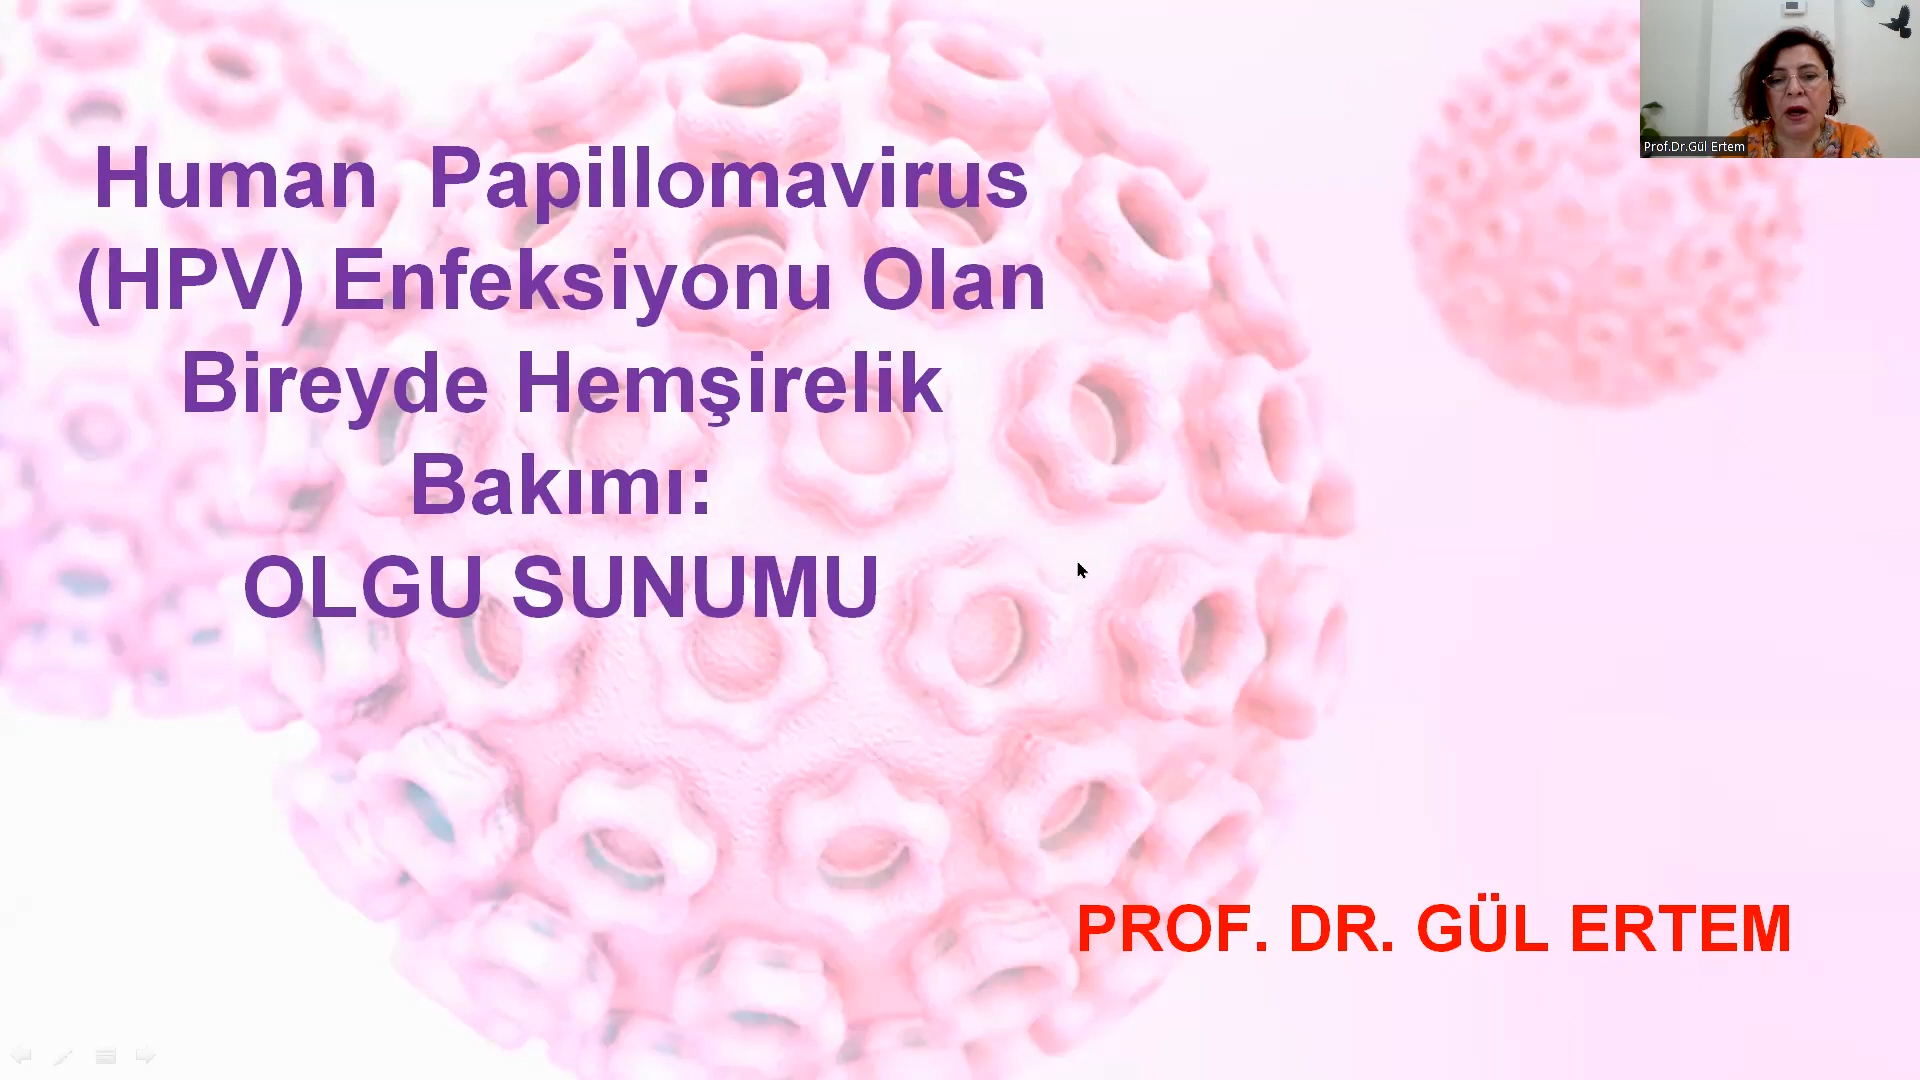 Human Papillomavirus
(HPV) Enfeksiyonu Olan
Bireyde Hemşirelik
Bakımı:
OLGU SUNUMU
PROF. DR. GÜL ERTEM
Prof.Dr.Gül Ertem